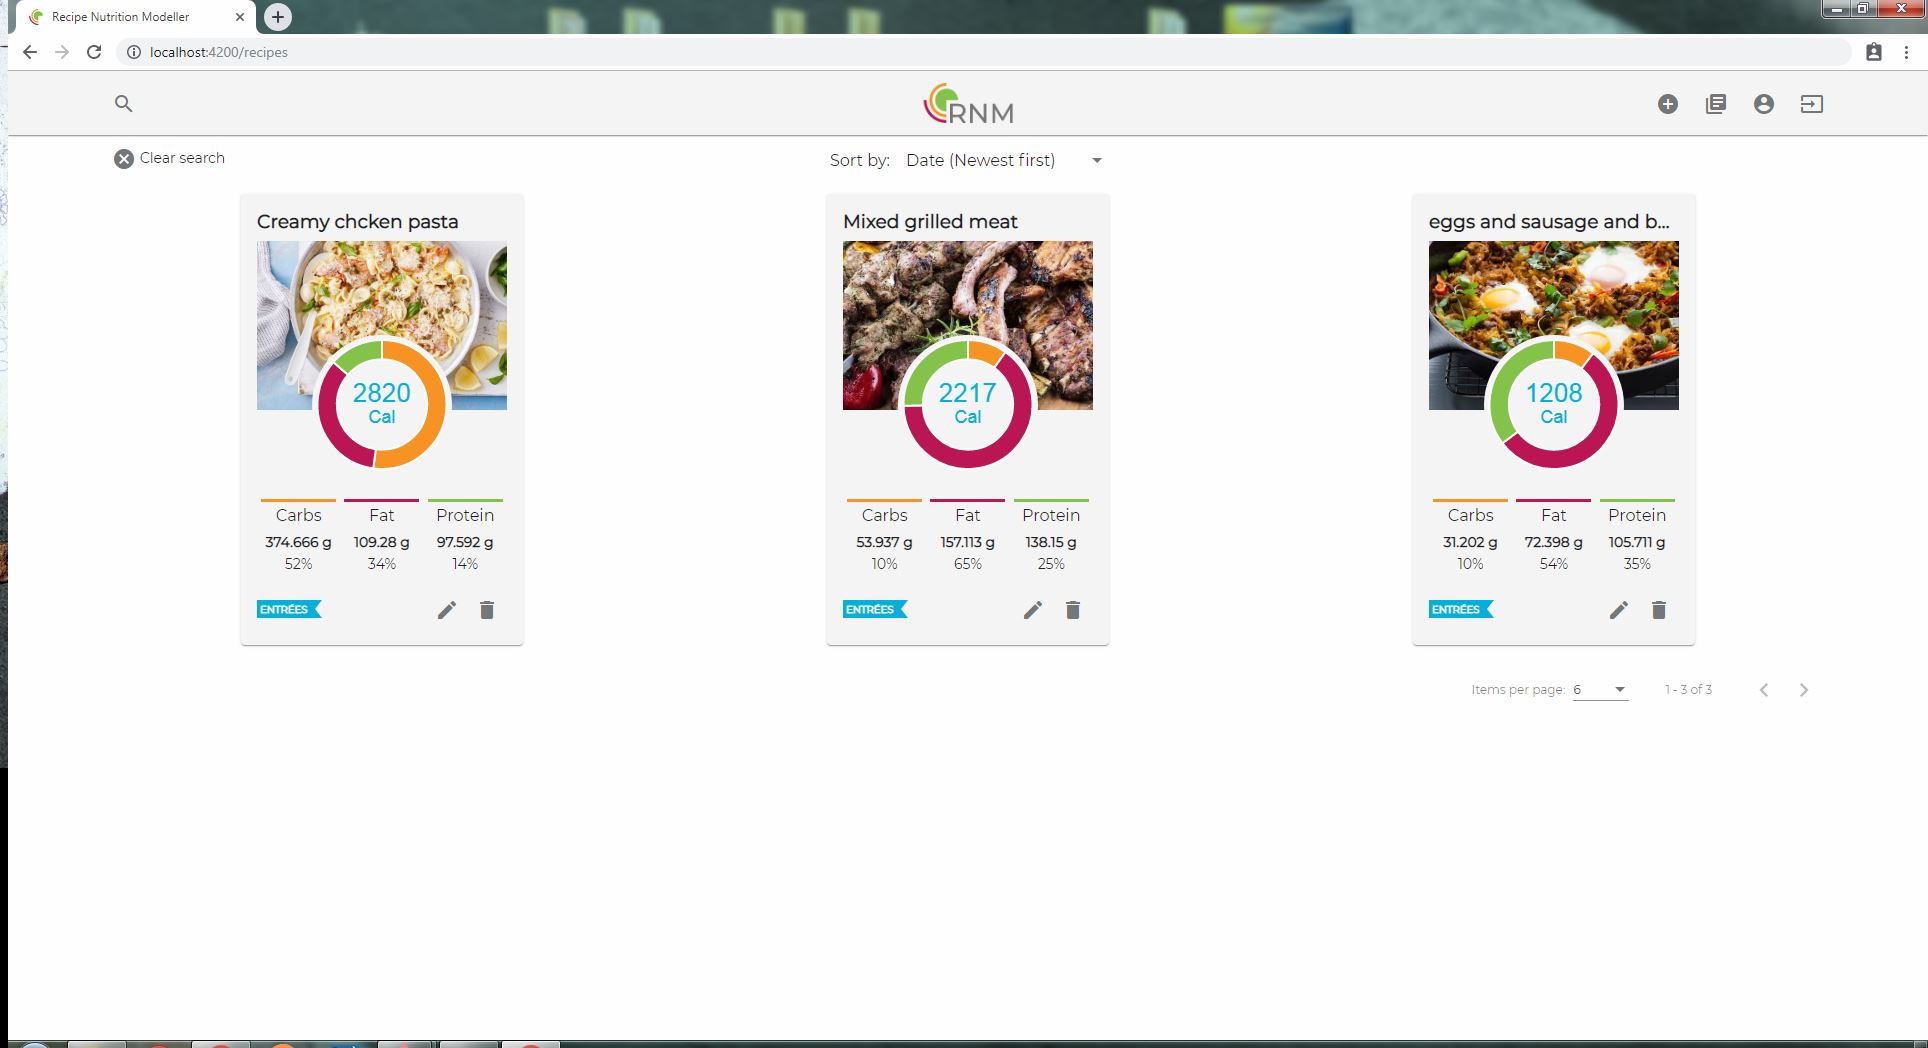 Recipe Nutrition Modeller
localhost:4200/recipes
RNM
Clear search
Sort by: Date (Newest first)
Creamy chcken pasta
2820
Cal
Carbs Fat Protein
374.666 g 109.28 g 97.592 g
52% 34% 14%
ENTRÉES
Mixed grilled meat
2217
Cal
Carbs Fat Protein
53.937 g 157.113 g 138.15 g
10% 65% 25%
ENTRÉES
eggs and sausage and b...
1208
Cal
Carbs Fat Protein
31.202 g 72.398 g 105.711 g
10% 54% 35%
ENTRÉES
Items per page: 6 1 - 3 of 3